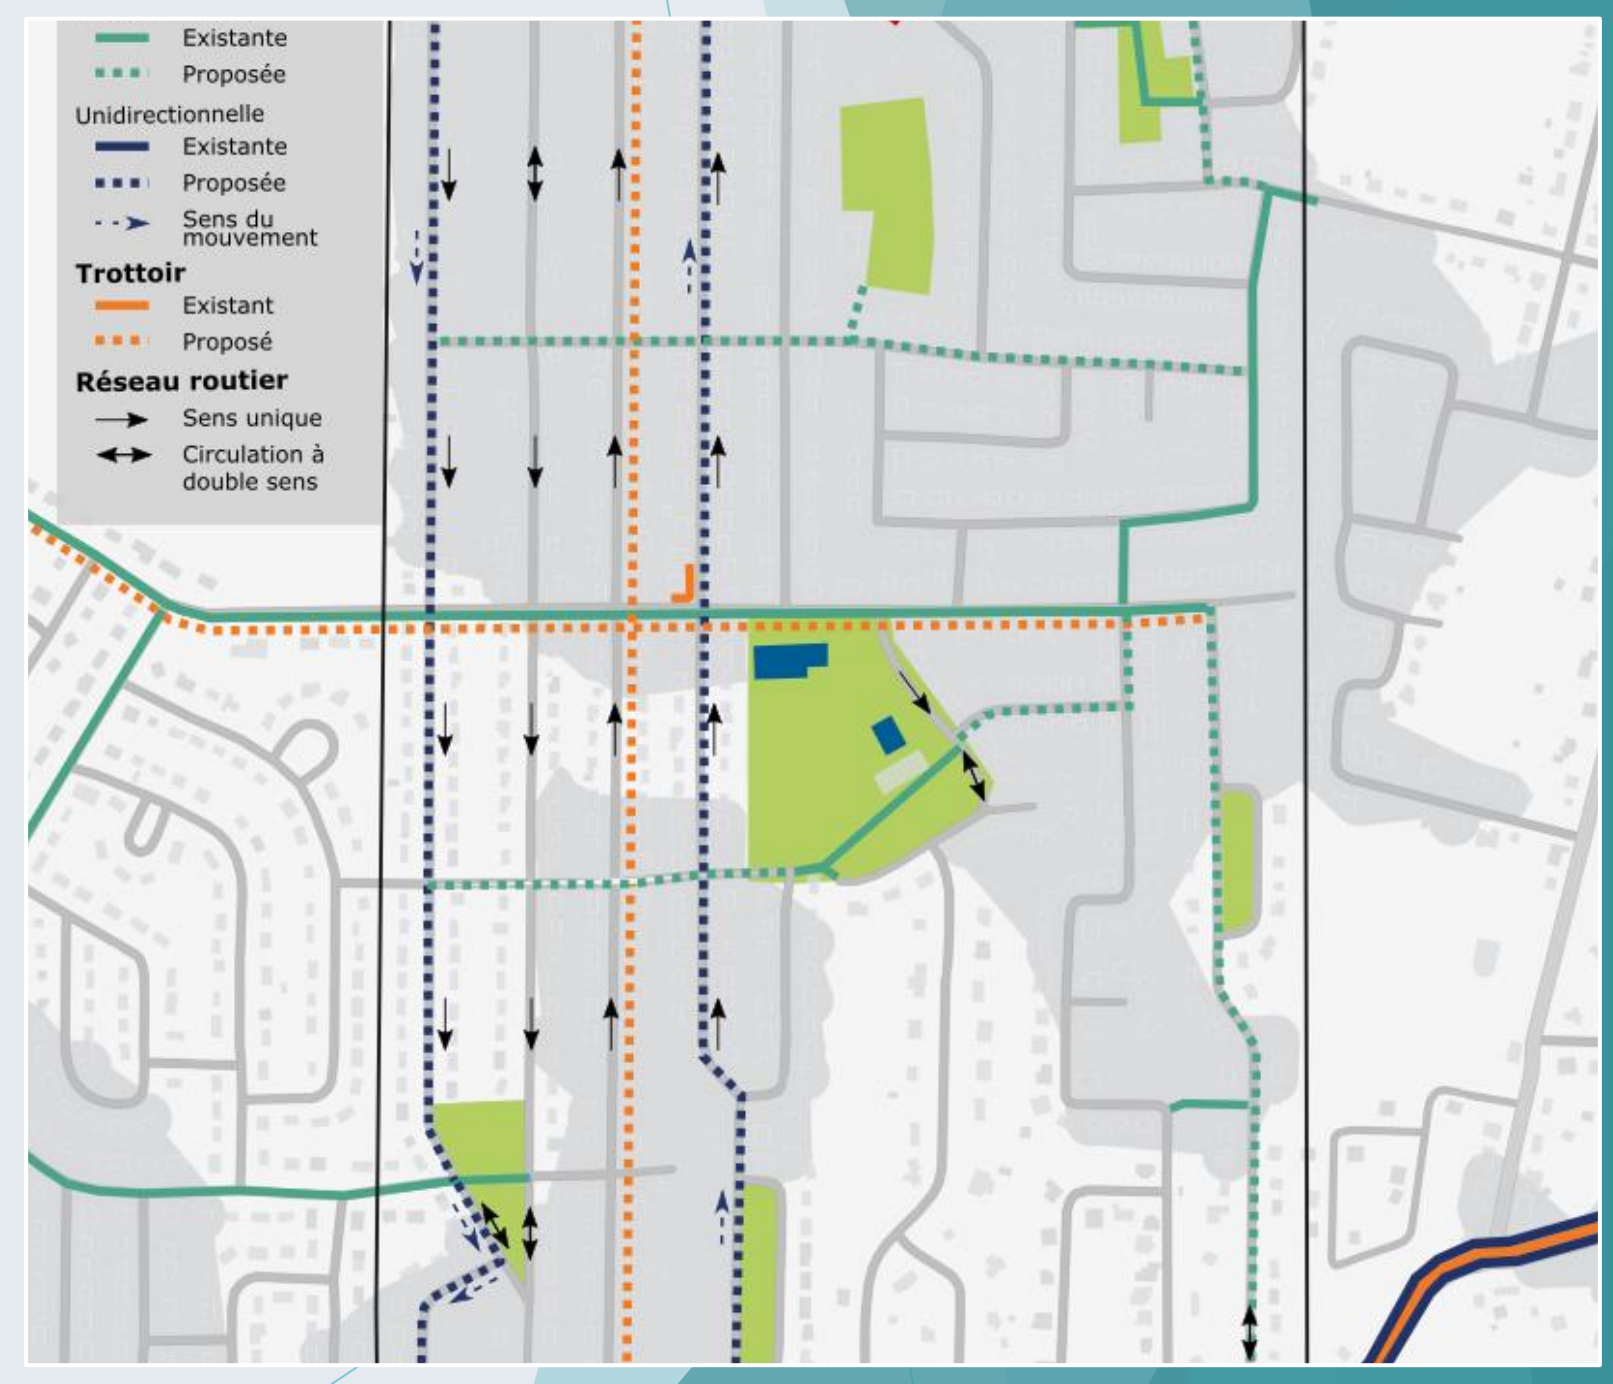 Existante
Proposée
Unidirectionnelle
Existante
Proposée
Sens du
mouvement
Trottoir
Existant
Proposé
Réseau routier
Sens unique
Circulation à
double sens